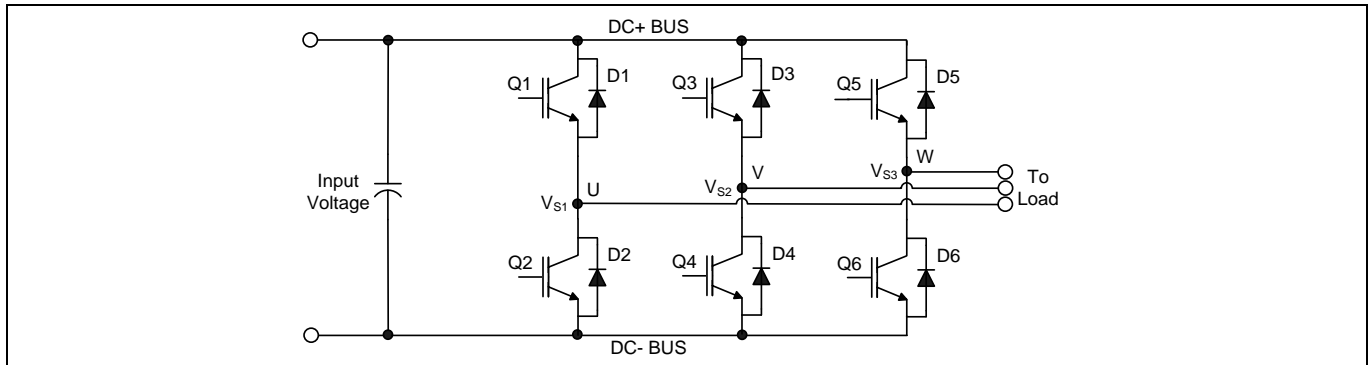 DC+ BUS
Q1
D1
Q3
D3
Q5
D5
Input
Voltage
VS1
U
VS2
V
VS3
W
To
Load
Q2
D2
Q4
D4
Q6
D6
DC- BUS